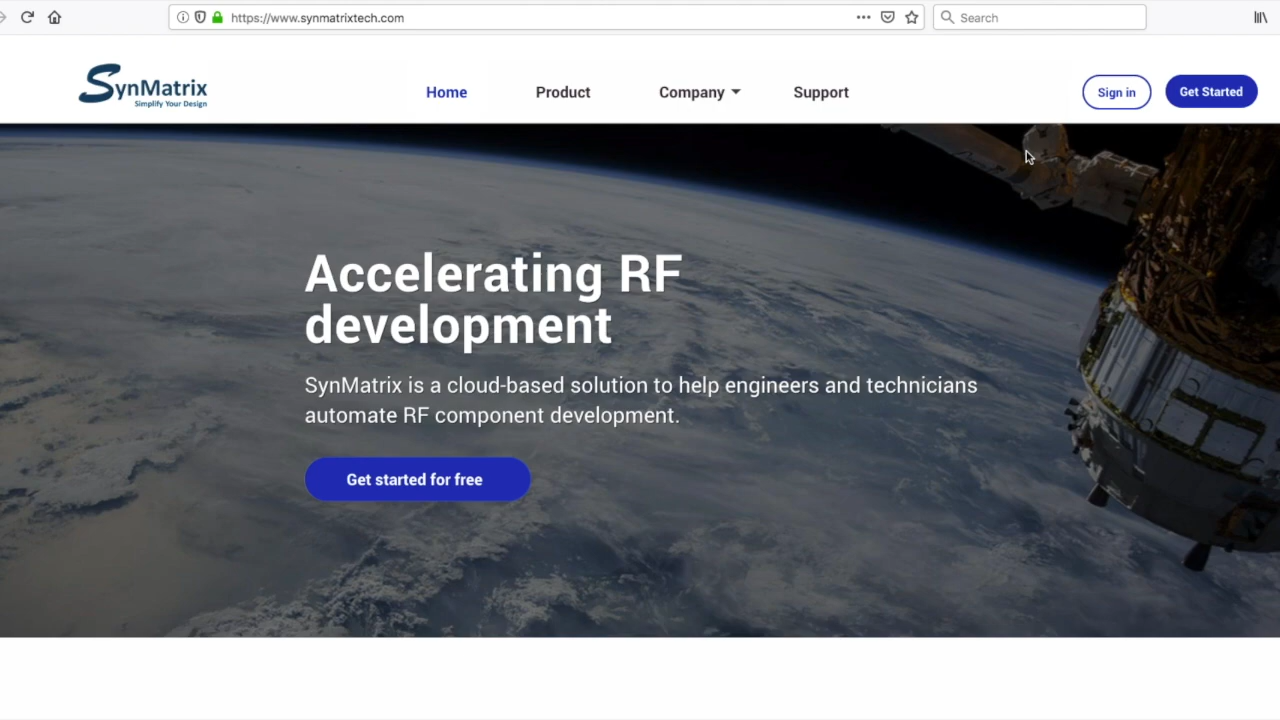 https://www.synmatrixtech.com
Search
SynMatrix
Simplify Your Design
Home
Product
Company
Support
Sign in
Get Started
Accelerating RF
development
SynMatrix is a cloud-based solution to help engineers and technicians
automate RF component development.
Get started for free